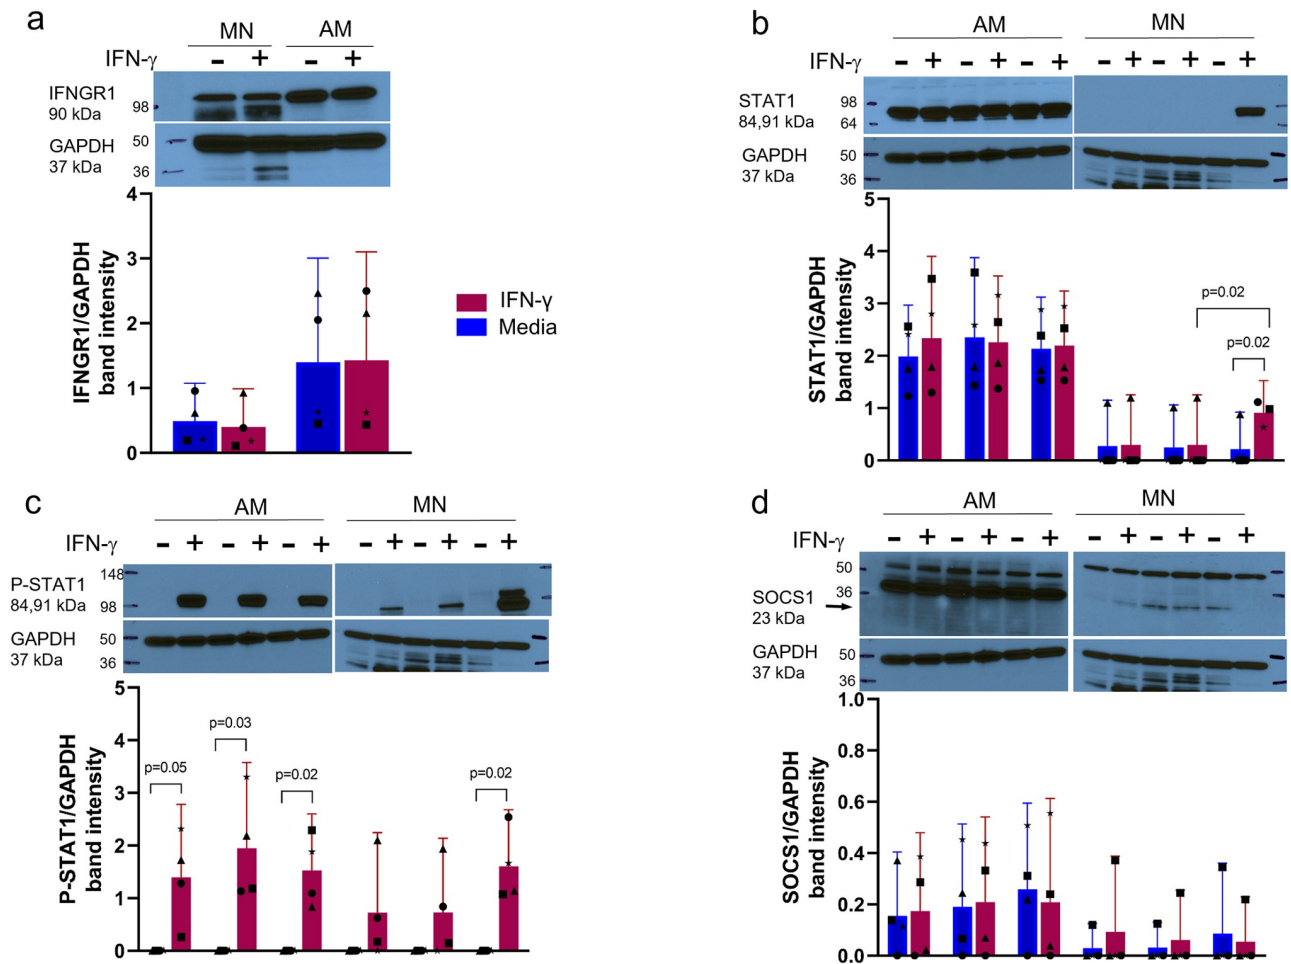 a
MN AM
IFN-γ - + - +
IFNGR1
90 kDa
98
GAPDH
37 kDa
50
36
4
3
2
1
0
IFNGR1/GAPDH
band intensity
IFN-γ
Media
b
AM MN
IFN-γ - + - + - + - + - + - +
STAT1
84,91 kDa
98
64
GAPDH
37 kDa
50
36
5
4
3
2
1
0
STAT1/GAPDH
band intensity
p=0.02
p=0.02
c
AM MN
IFN-γ - + - + - + - + - + - +
P-STAT1
84,91 kDa
148
98
GAPDH
37 kDa
50
36
5
4
3
2
1
0
P-STAT1/GAPDH
band intensity
p=0.05
p=0.03
p=0.02
p=0.02
d
AM MN
IFN-γ - + - + - + - + - + - +
50
36
SOCS1
23 kDa
GAPDH
37 kDa
50
36
1.0
0.8
0.6
0.4
0.2
0.0
SOCS1/GAPDH
band intensity